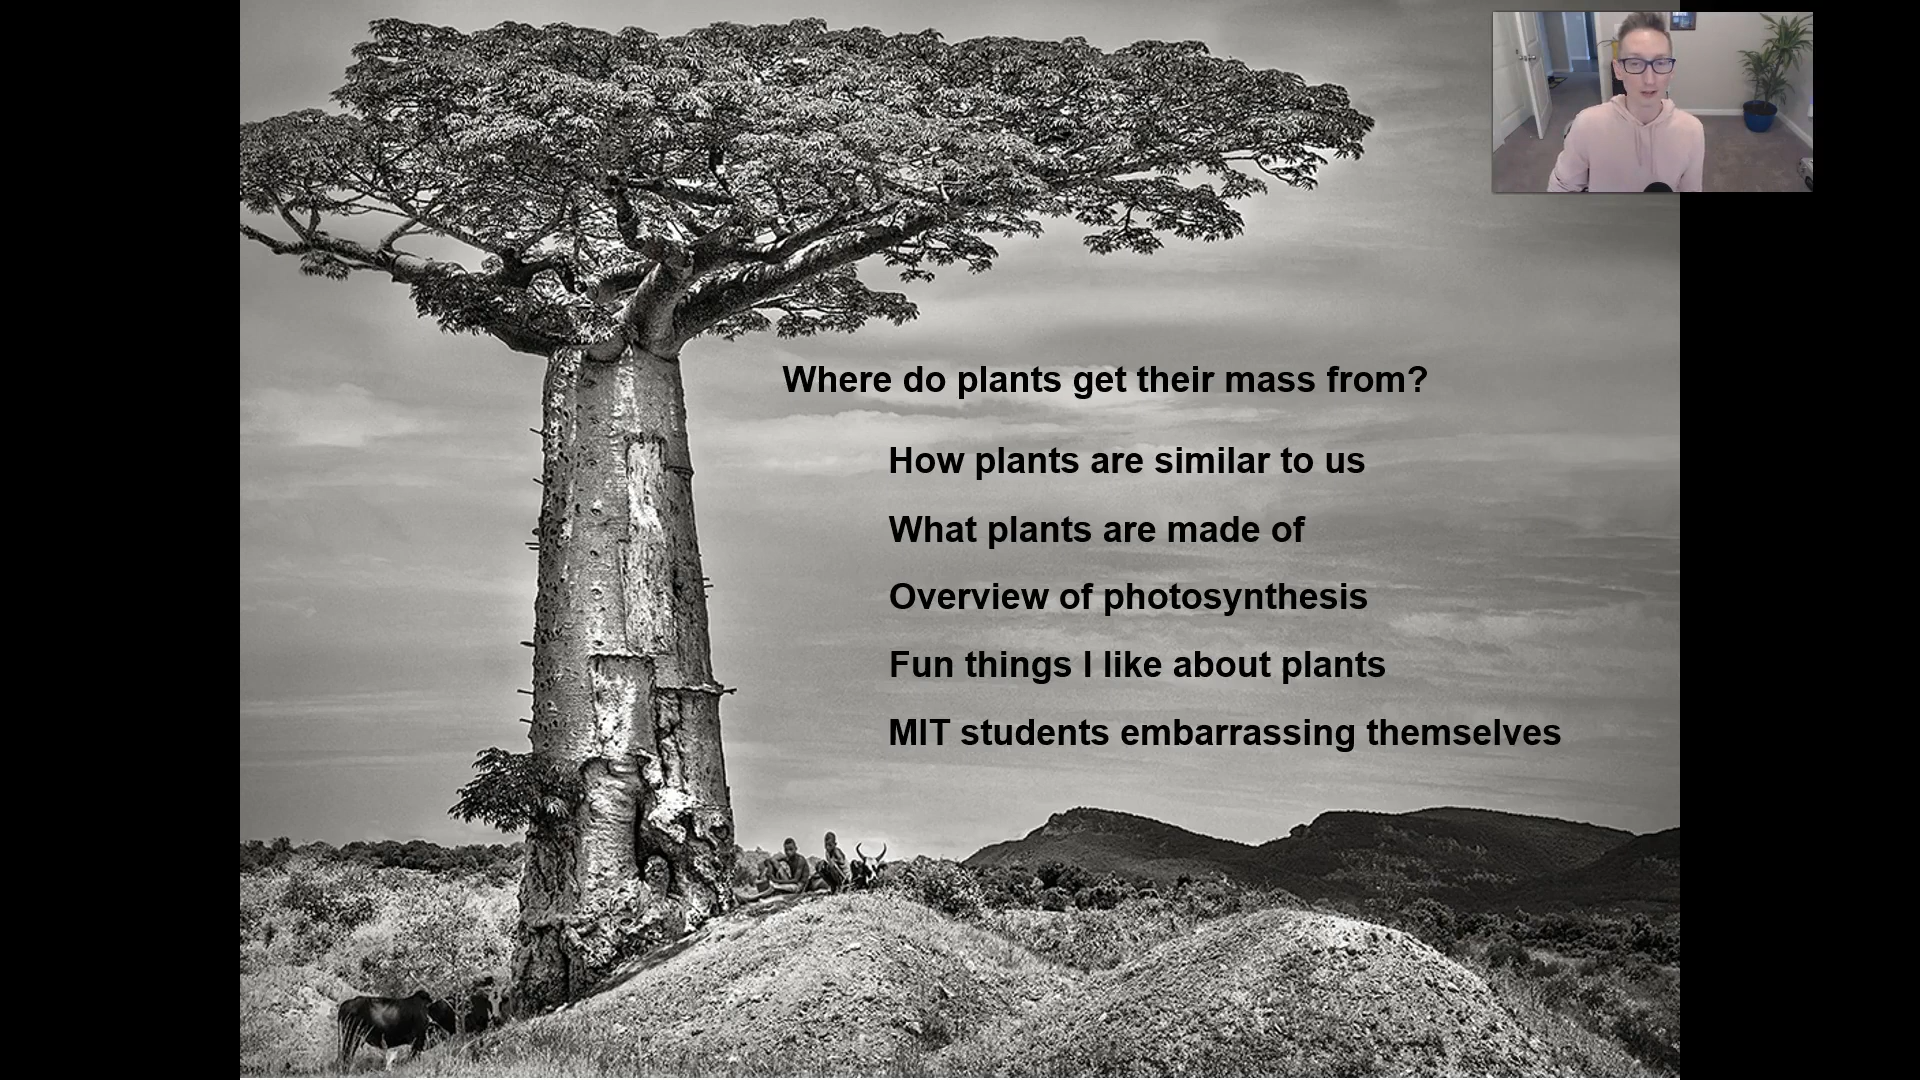 Where do plants get their mass from?
How plants are similar to us
What plants are made of
Overview of photosynthesis
Fun things I like about plants
MIT students embarrassing themselves